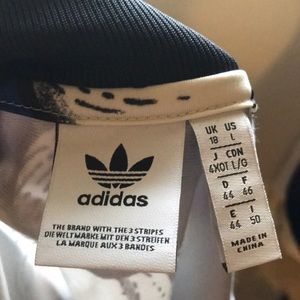 adidas
THE BRAND WITH THE 3 STRIPES
DIE WELTMARKE MIT DEN 3 STREIFEN
LA MARQUE AUX 3 BANDES
UK US
18 L
J CDN
4XOT L/G
D F
44 46
E I
44 50
MADE IN
CHINA